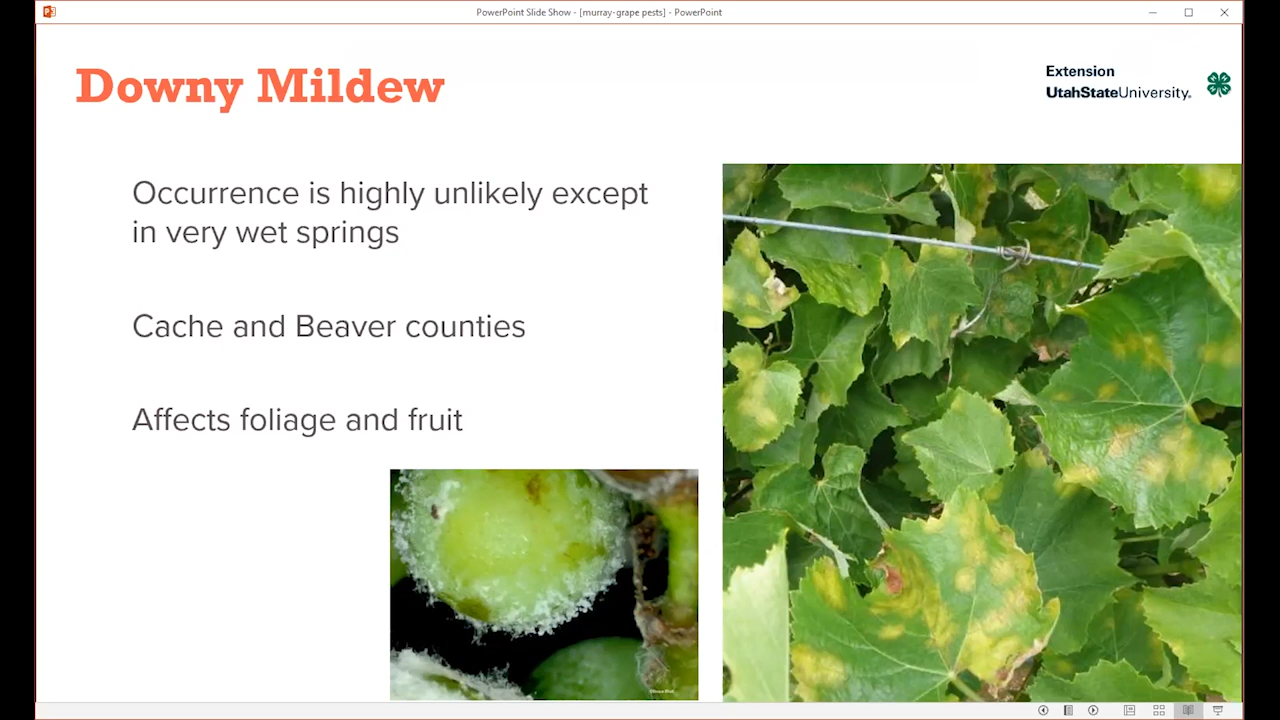 PowerPoint Slide Show - [murray-grape pests] - PowerPoint
Downy Mildew
Extension
UtahStateUniversity.
Occurrence is highly unlikely except
in very wet springs
Cache and Beaver counties
Affects foliage and fruit